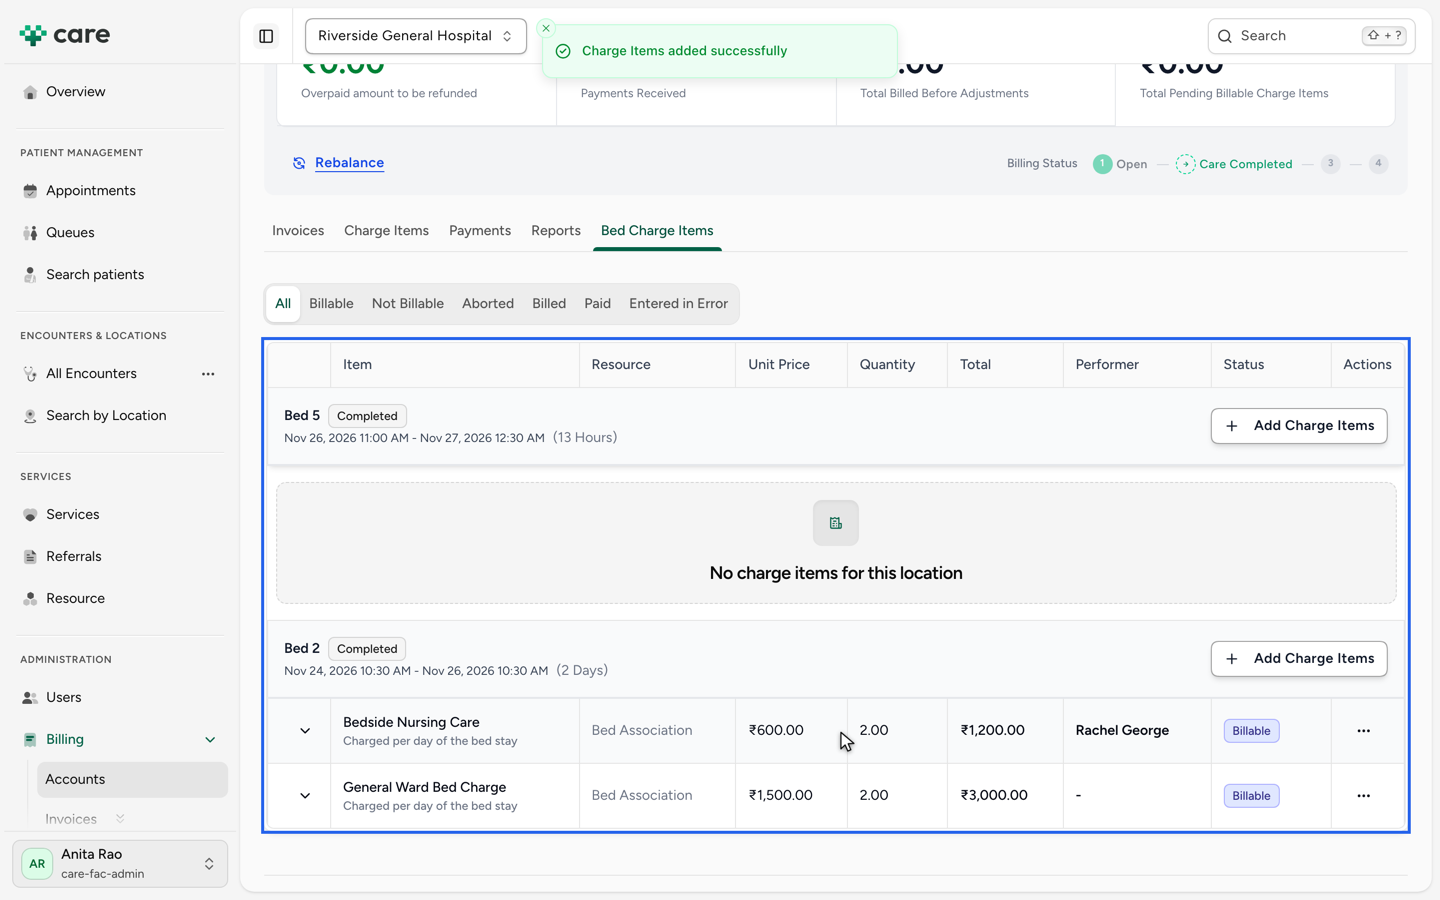 care
Riverside General Hospital
Charge Items added successfully
Search
+ ?
Overview
PATIENT MANAGEMENT
Appointments
Queues
Search patients
ENCOUNTERS & LOCATIONS
All Encounters
Search by Location
SERVICES
Services
Referrals
Resource
ADMINISTRATION
Users
Billing
Accounts
Invoices
AR
Anita Rao
care-fac-admin
₹0.00
Overpaid amount to be refunded
Payments Received
.00
Total Billed Before Adjustments
₹0.00
Total Pending Billable Charge Items
Rebalance
Billing Status 1 Open Care Completed 3 4
Invoices Charge Items Payments Reports Bed Charge Items
All Billable Not Billable Aborted Billed Paid Entered in Error
Item Resource Unit Price Quantity Total Performer Status Actions
Bed 5 Completed
Nov 26, 2026 11:00 AM - Nov 27, 2026 12:30 AM (13 Hours)
+ Add Charge Items
No charge items for this location
Bed 2 Completed
Nov 24, 2026 10:30 AM - Nov 26, 2026 10:30 AM (2 Days)
+ Add Charge Items
Bedside Nursing Care
Charged per day of the bed stay
Bed Association ₹600.00 2.00 ₹1,200.00 Rachel George Billable
General Ward Bed Charge
Charged per day of the bed stay
Bed Association ₹1,500.00 2.00 ₹3,000.00 - Billable